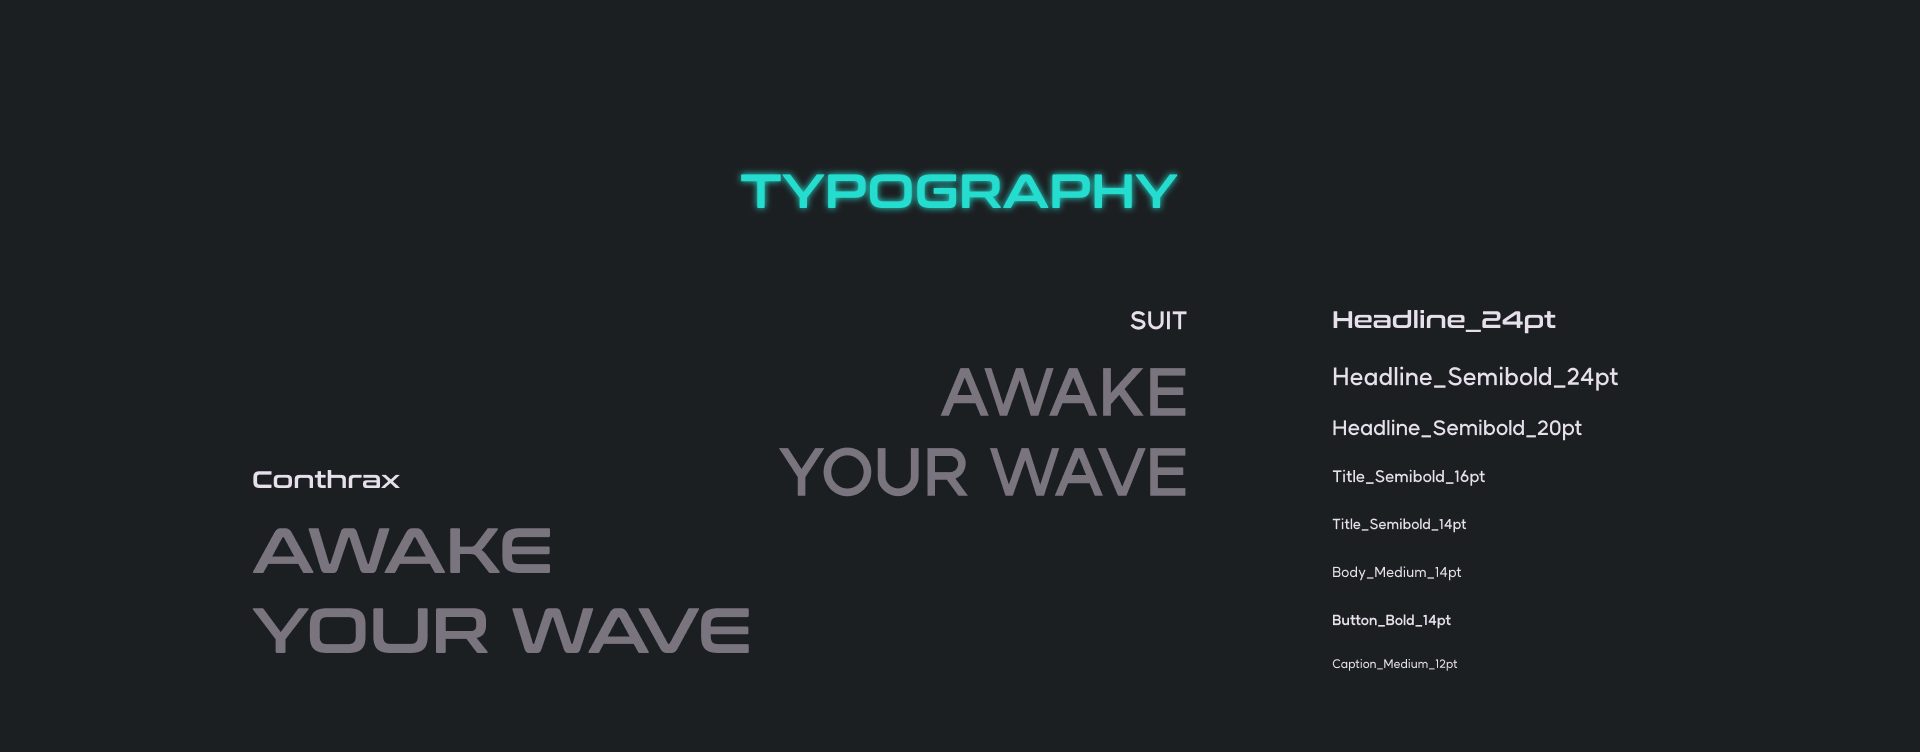 TYPOGRAPHY
Conthrax
AWAKE
YOUR WAVE
SUIT
AWAKE
YOUR WAVE
Headline_24pt
Headline_Semibold_24pt
Headline_Semibold_20pt
Title_Semibold_16pt
Title_Semibold_14pt
Body_Medium_14pt
Button_Bold_14pt
Caption_Medium_12pt